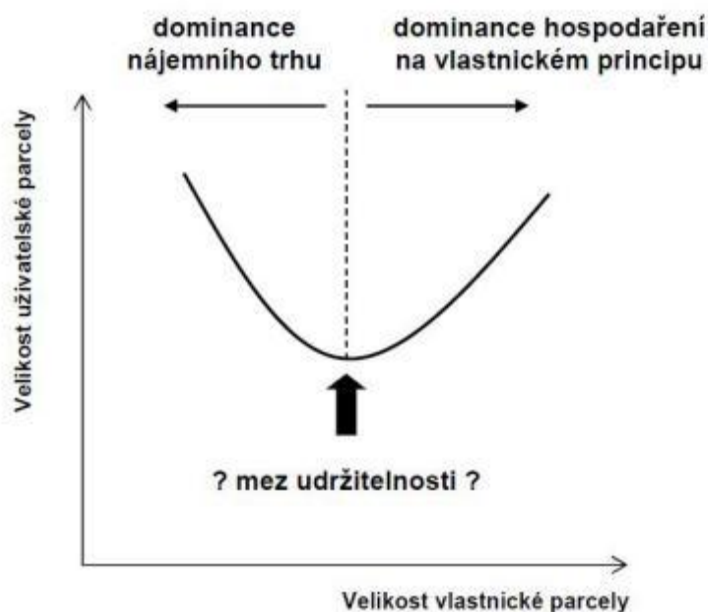 dominance
nájemního trhu
dominance hospodaření
na vlastnickém principu
Velikost uživatelské parcely
? mez udržitelnosti ?
Velikost vlastnické parcely